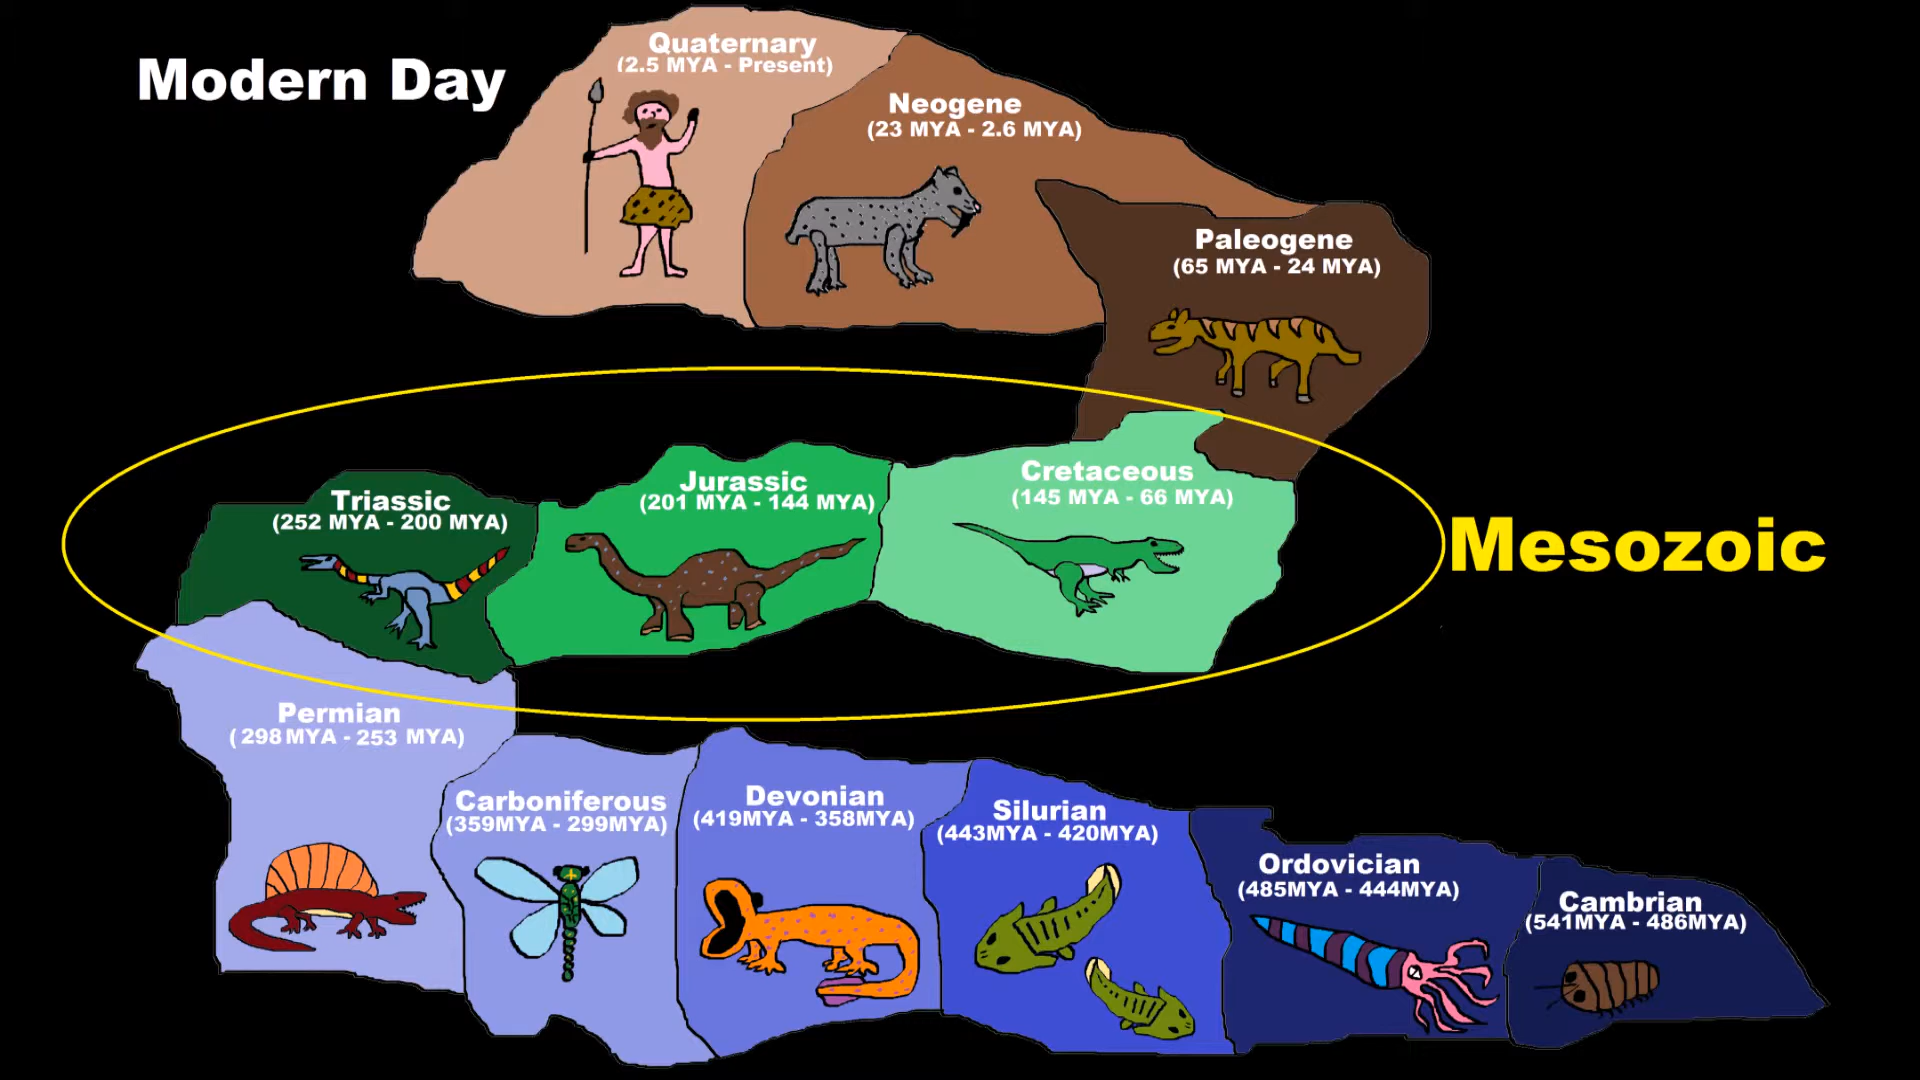 Modern Day
Quaternary
(2.5 MYA - Present)
Neogene
(23 MYA - 2.6 MYA)
Paleogene
(65 MYA - 24 MYA)
Triassic
(252 MYA - 200 MYA)
Jurassic
(201 MYA - 144 MYA)
Cretaceous
(145 MYA - 66 MYA)
Mesozoic
Permian
( 298 MYA - 253 MYA)
Carboniferous
(359MYA - 299MYA)
Devonian
(419MYA - 358MYA)
Silurian
(443MYA - 420MYA)
Ordovician
(485MYA - 444MYA)
Cambrian
(541MYA - 486MYA)